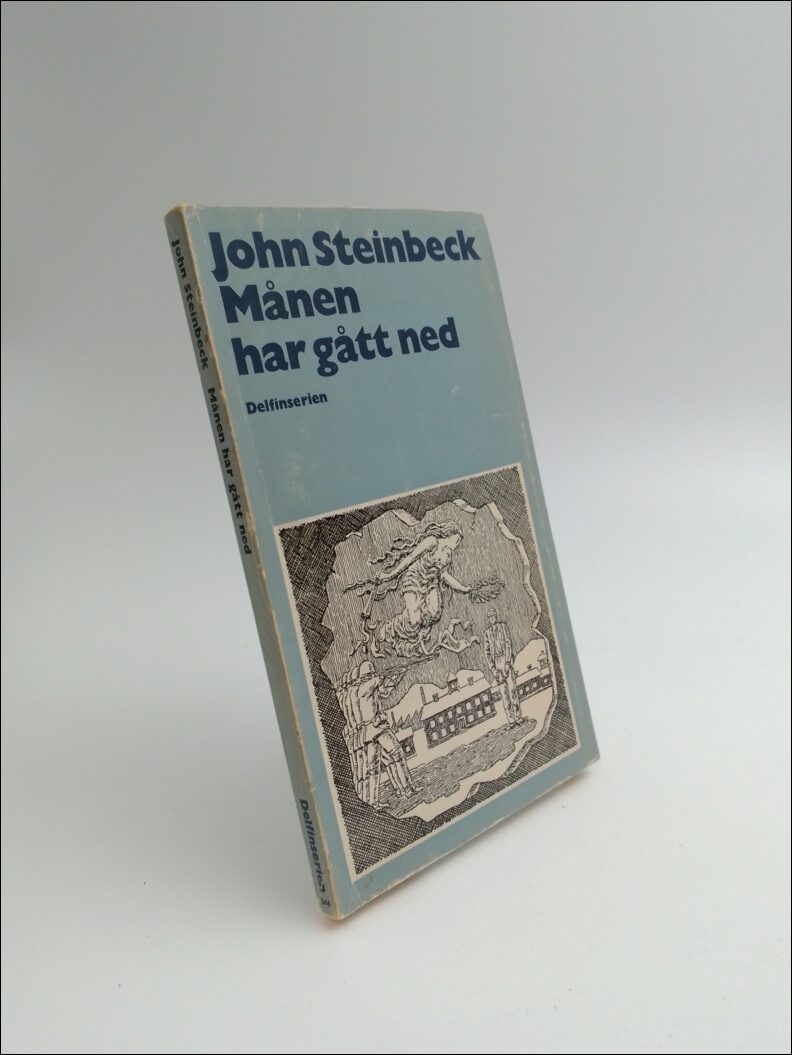 John Steinbeck
Månen
har gått ned
Delfinserien
John Steinbeck Månen har gått ned
Delfinserien